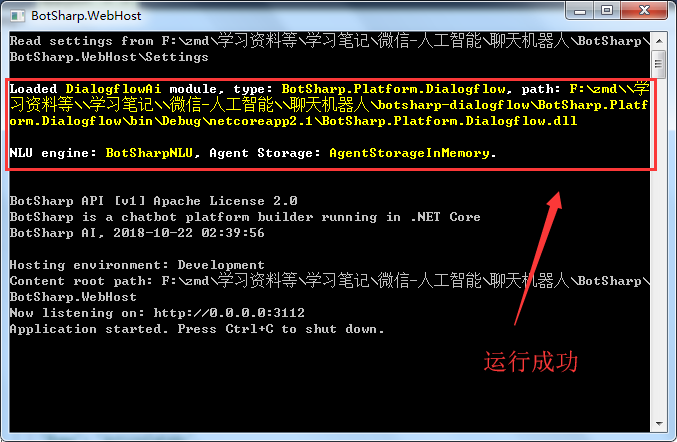 BotSharp.WebHost
Read settings from F:\zmd\学习资料等\学习笔记\微信-人工智能\聊天机器人\BotSharp\
BotSharp.WebHost\Settings
Loaded DialogflowAi module, type: BotSharp.Platform.Dialogflow, path: F:\zmd\\学
习资料等\\学习笔记\\微信-人工智能\\聊天机器人\botsharp-dialogflow\BotSharp.Platf
orm.Dialogflow\bin\Debug\netcoreapp2.1\BotSharp.Platform.Dialogflow.dll
NLU engine: BotSharpNLU, Agent Storage: AgentStorageInMemory.
BotSharp API [v1] Apache License 2.0
BotSharp is a chatbot platform builder running in .NET Core
BotSharp AI, 2018-10-22 02:39:56
Hosting environment: Development
Content root path: F:\zmd\学习资料等\学习笔记\微信-人工智能\聊天机器人\BotSharp\
BotSharp.WebHost
Now listening on: http://0.0.0.0:3112
Application started. Press Ctrl+C to shut down.
运行成功